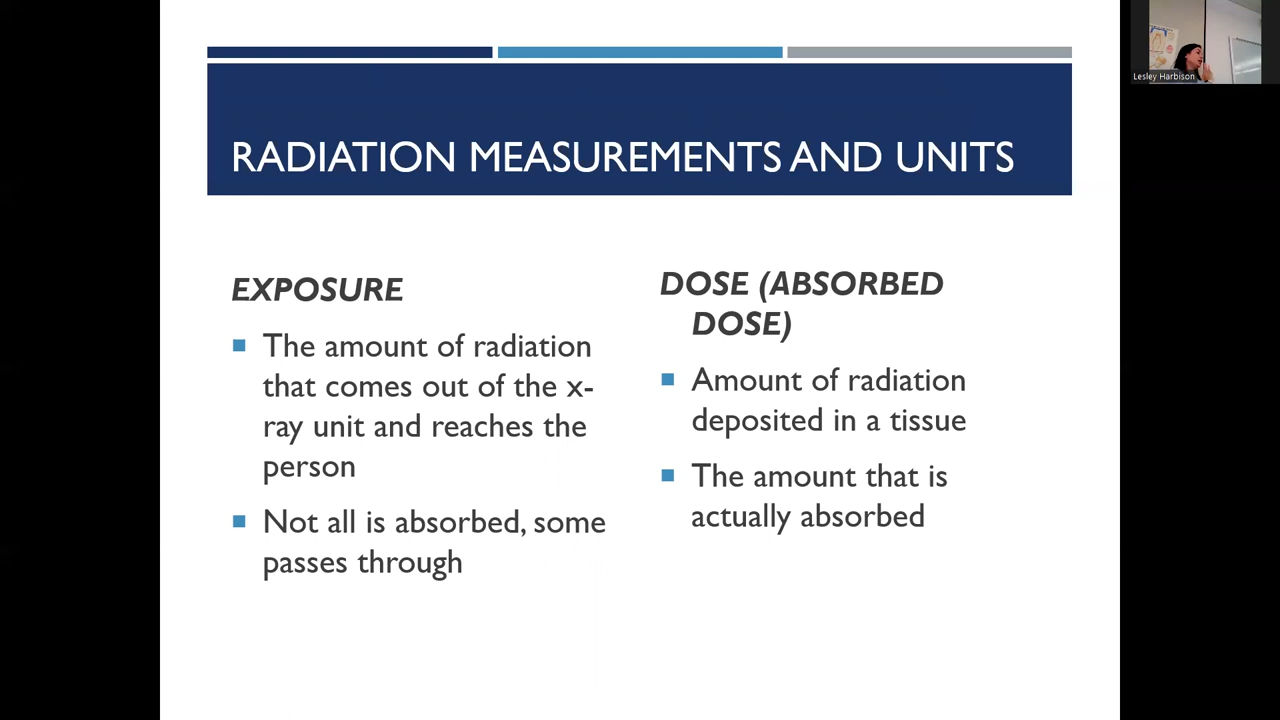 RADIATION MEASUREMENTS AND UNITS
EXPOSURE
The amount of radiation
that comes out of the x-
ray unit and reaches the
person
Not all is absorbed, some
passes through
DOSE (ABSORBED
DOSE)
Amount of radiation
deposited in a tissue
The amount that is
actually absorbed
Lesley Harbison